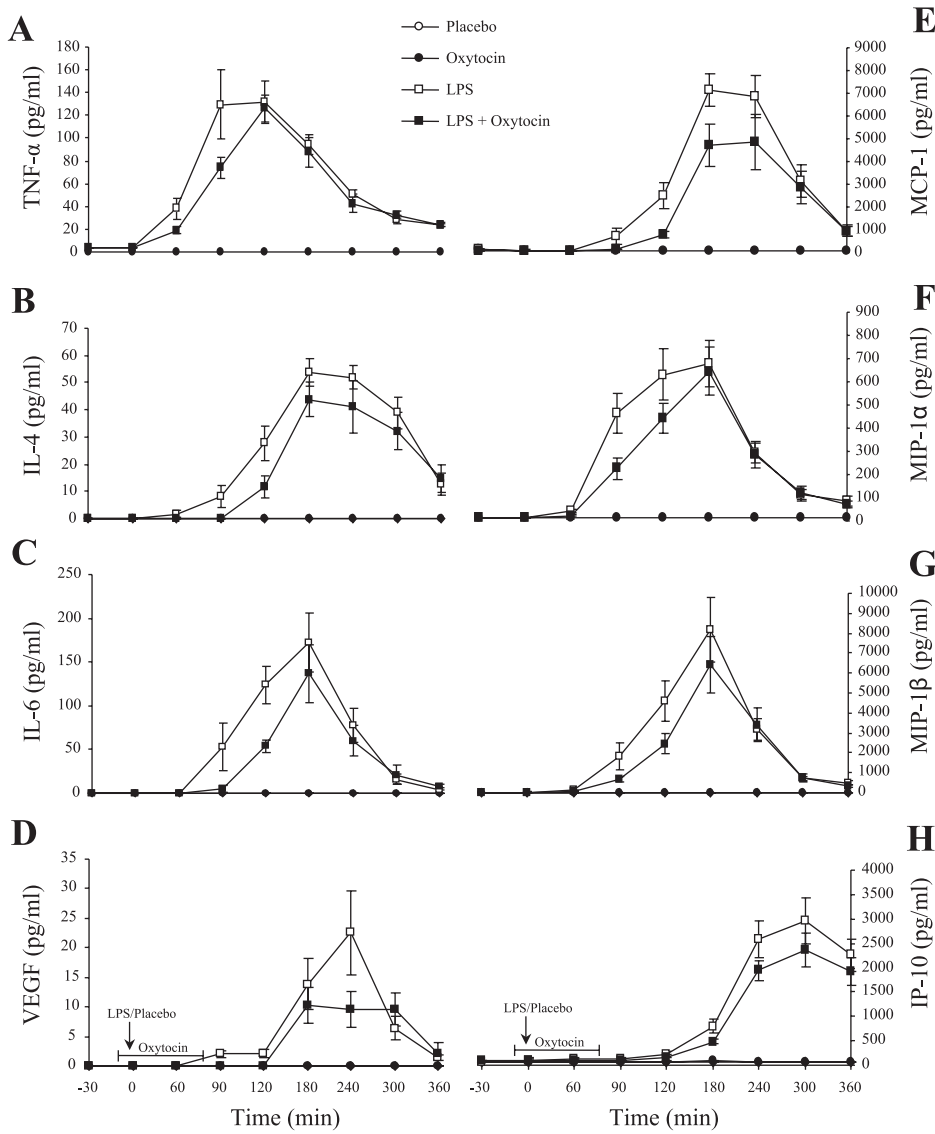 Placebo
Oxytocin
LPS
LPS + Oxytocin
A
TNF-α (pg/ml)
180
160
140
120
100
80
60
40
20
0
E
MCP-1 (pg/ml)
9000
8000
7000
6000
5000
4000
3000
2000
1000
0
B
IL-4 (pg/ml)
70
60
50
40
30
20
10
0
F
MIP-1α (pg/ml)
900
800
700
600
500
400
300
200
100
0
C
IL-6 (pg/ml)
250
200
150
100
50
0
G
MIP-1β (pg/ml)
10000
9000
8000
7000
6000
5000
4000
3000
2000
1000
0
D
VEGF (pg/ml)
35
30
25
20
15
10
5
0
LPS/Placebo
Oxytocin
-30 0 60 90 120 180 240 300 360
Time (min)
H
IP-10 (pg/ml)
4000
3500
3000
2500
2000
1500
1000
500
0
LPS/Placebo
Oxytocin
-30 0 60 90 120 180 240 300 360
Time (min)